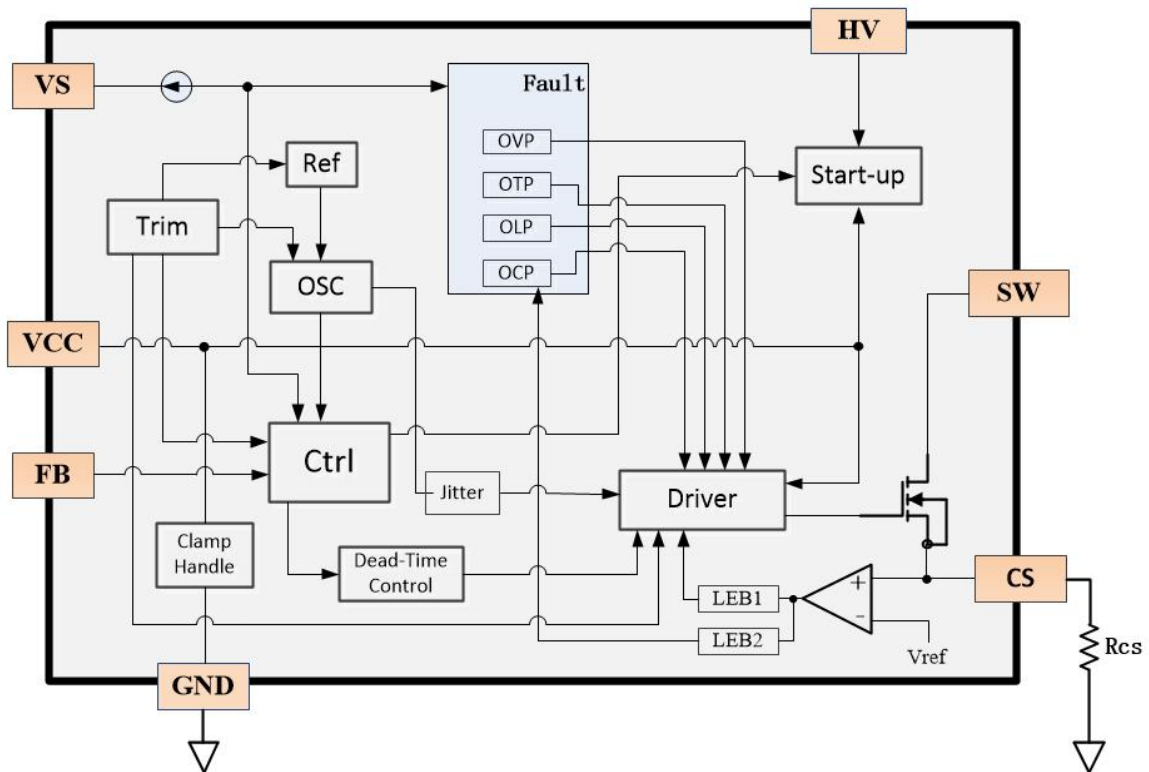 HV
VS
Fault
OVP
Ref
OTP
Start-up
Trim
OLP
OSC
OCP
SW
VCC
Ctrl
FB
Jitter
Driver
Clamp
Handle
Dead-Time
Control
CS
LEB1
+
-
LEB2
Vref
Rcs
GND